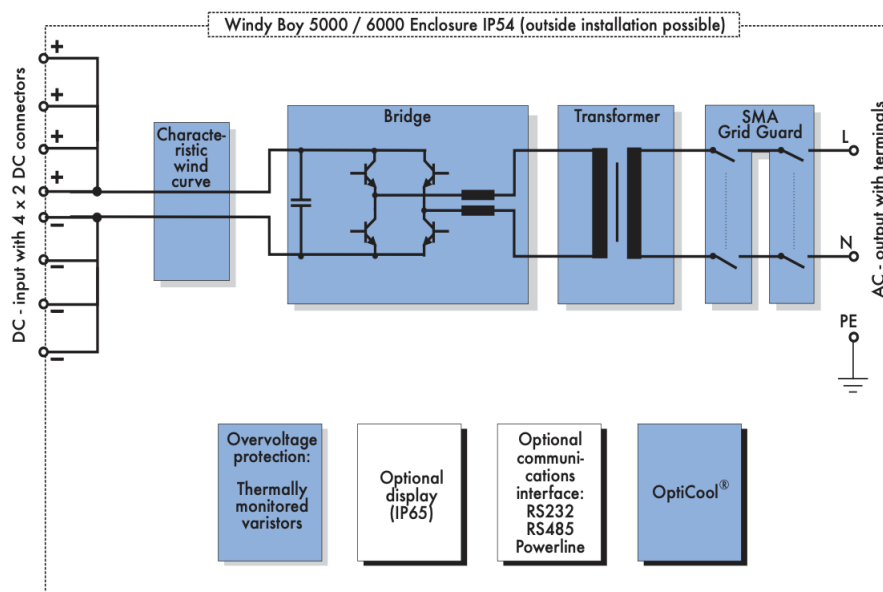 Windy Boy 5000 / 6000 Enclosure IP54 (outside installation possible)
DC - input with 4 x 2 DC connectors
+
+
+
+
−
−
−
−
Characte-
ristic
wind
curve
Bridge
Transformer
SMA
Grid Guard
L
N
PE
AC - output with terminals
Overvoltage
protection:
Thermally
monitored
varistors
Optional
display
(IP65)
Optional
communi-
cations
interface:
RS232
RS485
Powerline
OptiCool®